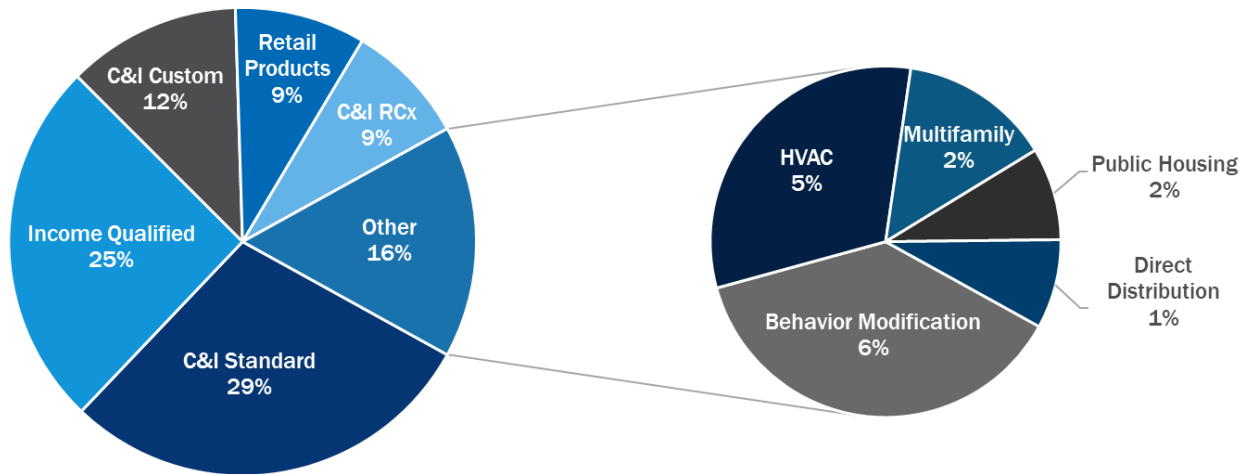 Retail
Products
9%
C&I RCx
9%
Other
16%
C&I Standard
29%
Income Qualified
25%
C&I Custom
12%
HVAC
5%
Multifamily
2%
Public Housing
2%
Direct
Distribution
1%
Behavior Modification
6%